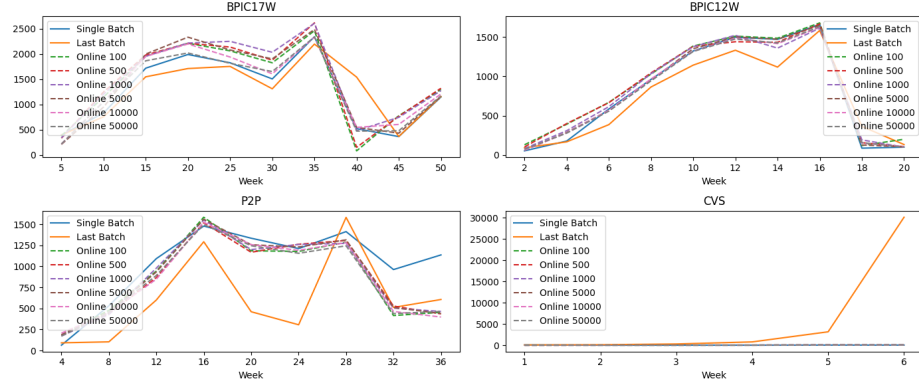 BPIC17W
2500
2000
1500
1000
500
0
Single Batch
Last Batch
Online 100
Online 500
Online 1000
Online 5000
Online 10000
Online 50000
5 10 15 20 25 30 35 40 45 50
Week
BPIC12W
1500
1000
500
0
Single Batch
Last Batch
Online 100
Online 500
Online 1000
Online 5000
Online 10000
Online 50000
2 4 6 8 10 12 14 16 18 20
Week
P2P
1500
1250
1000
750
500
250
0
Single Batch
Last Batch
Online 100
Online 500
Online 1000
Online 5000
Online 10000
Online 50000
4 8 12 16 20 24 28 32 36
Week
CVS
30000
25000
20000
15000
10000
5000
0
Single Batch
Last Batch
Online 100
Online 500
Online 1000
Online 5000
Online 10000
Online 50000
1 2 3 4 5 6
Week